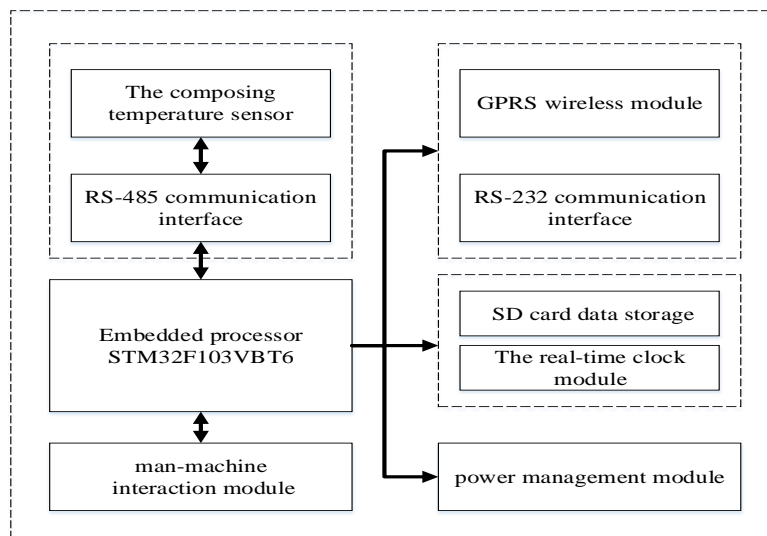 The composing
temperature sensor
RS-485 communication
interface
Embedded processor
STM32F103VBT6
man-machine
interaction module
GPRS wireless module
RS-232 communication
interface
SD card data storage
The real-time clock
module
power management module